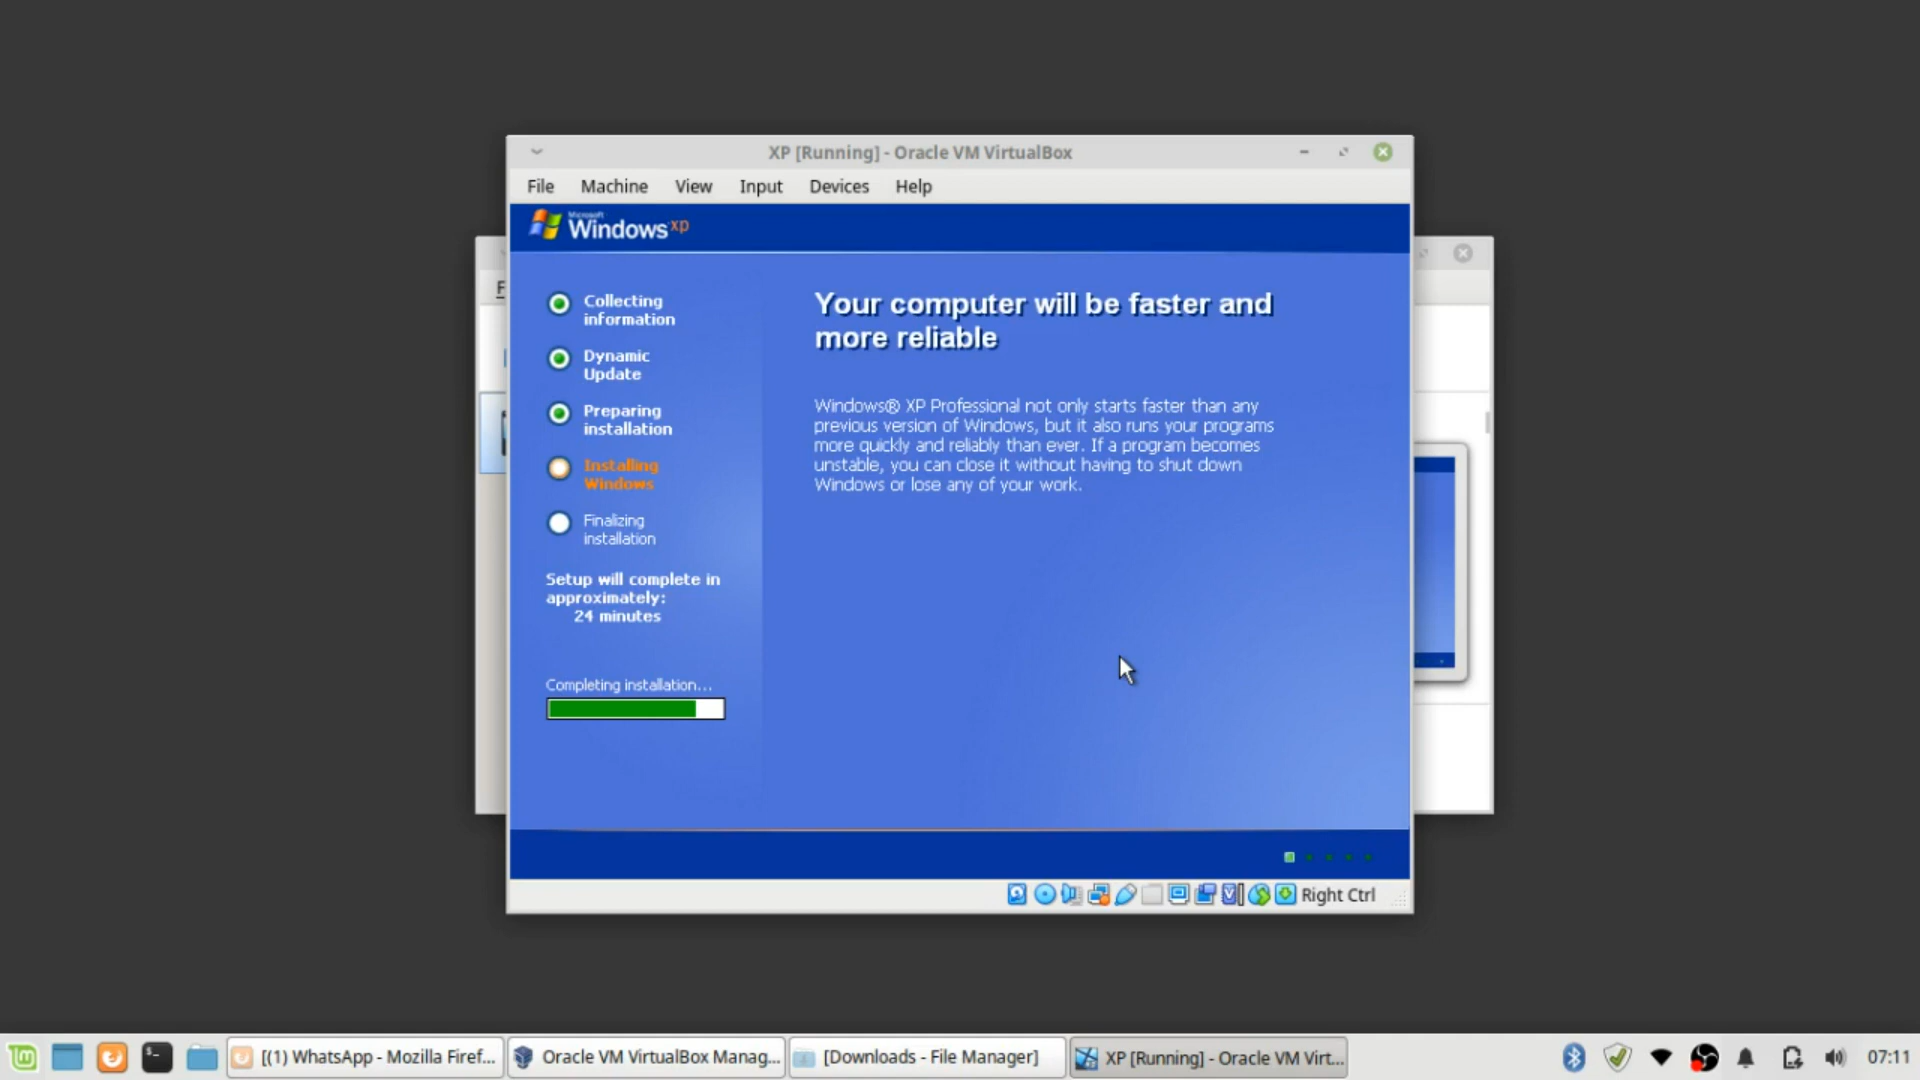 XP [Running] - Oracle VM VirtualBox
File Machine View Input Devices Help
Microsoft
Windows xp
F
Collecting
information
Dynamic
Update
Preparing
installation
Installing
Windows
Finalizing
installation
Setup will complete in
approximately:
24 minutes
Completing installation...
Your computer will be faster and
more reliable
Windows® XP Professional not only starts faster than any
previous version of Windows, but it also runs your programs
more quickly and reliably than ever. If a program becomes
unstable, you can close it without having to shut down
Windows or lose any of your work.
Right Ctrl
[(1) WhatsApp - Mozilla Firef...
Oracle VM VirtualBox Manag...
[Downloads - File Manager]
XP [Running] - Oracle VM Virt...
07:11